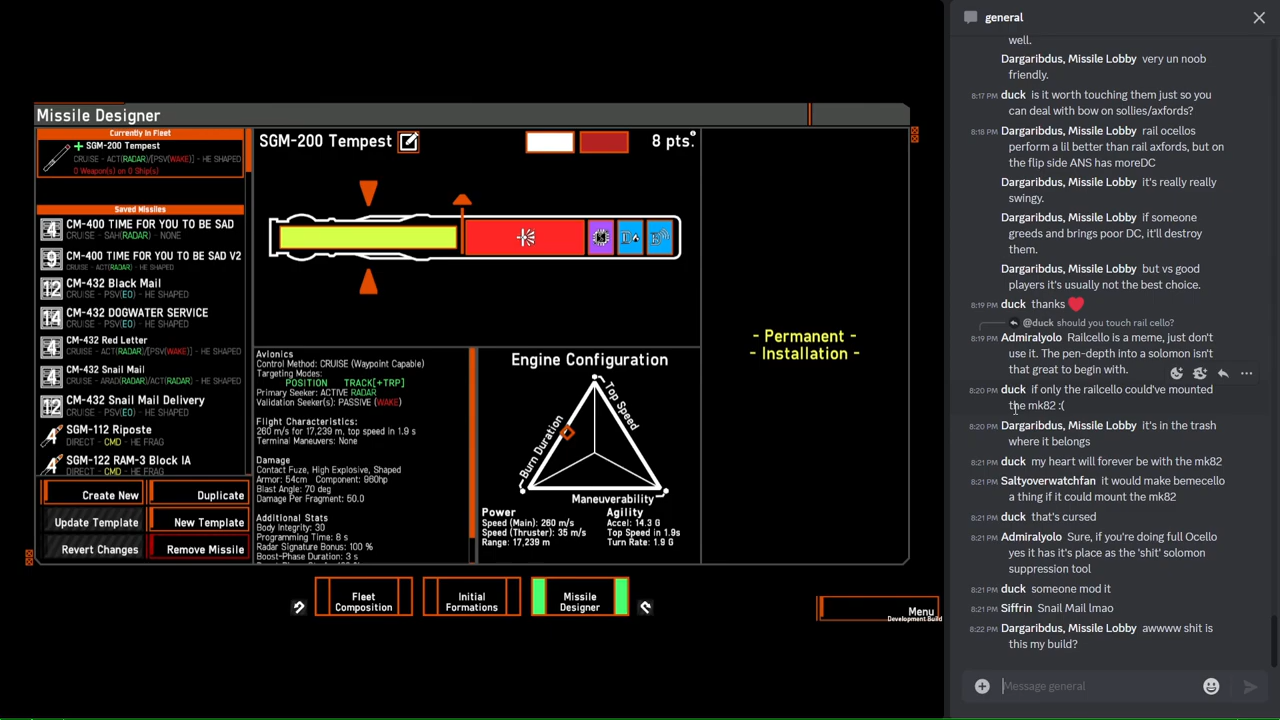 Missile Designer
Currently In Fleet
SGM-200 Tempest
CRUISE - ACT(RADAR)/[PSV(WAKE)] - HE SHAPED
0 Weapon(s) on 0 Ship(s)
Saved Missiles
CM-400 TIME FOR YOU TO BE SAD
CRUISE - SAH(RADAR) - NONE
CM-400 TIME FOR YOU TO BE SAD V2
CRUISE - ACT(RADAR) - HE SHAPED
CM-432 Black Mail
CRUISE - PSV(EO) - HE SHAPED
CM-432 DOGWATER SERVICE
CRUISE - PSV(EO) - HE SHAPED
CM-432 Red Letter
CRUISE - ACT(RADAR)/[PSV(WAKE)] - HE SHAPED
CM-432 Snail Mail
CRUISE - ARAD(RADAR)/ACT(RADAR) - HE SHAPED
CM-432 Snail Mail Delivery
CRUISE - PSV(EO) - HE SHAPED
SGM-112 Riposte
DIRECT - CMD - HE FRAG
SGM-122 RAM-3 Block IA
DIRECT - CMD - HE FRAG
Create New
Duplicate
Update Template
New Template
Revert Changes
Remove Missile
SGM-200 Tempest
8 pts.
Avionics
Control Method: CRUISE (Waypoint Capable)
Targeting Modes:
POSITION TRACK[+TRP]
Primary Seeker: ACTIVE RADAR
Validation Seeker(s): PASSIVE (WAKE)
Flight Characteristics:
260 m/s for 17,239 m, top speed in 1.9 s
Terminal Maneuvers: None
Damage
Contact Fuze, High Explosive, Shaped
Armor: 54cm Component: 960hp
Blast Angle: 70 deg
Damage Per Fragment: 50.0
Additional Stats
Body Integrity: 30
Programming Time: 8 s
Radar Signature Bonus: 100 %
Boost-Phase Duration: 3 s
Engine Configuration
Top Speed
Burn Duration
Maneuverability
Power
Speed (Main): 260 m/s
Speed (Thruster): 35 m/s
Range: 17,239 m
Agility
Accel: 14.3 G
Top Speed in 1.9s
Turn Rate: 1.9 G
- Permanent -
- Installation -
Fleet
Composition
Initial
Formations
Missile
Designer
Menu
Development Build
general
well.
Dargaribdus, Missile Lobby very un noob
friendly.
8:17 PM duck is it worth touching them just so you
can deal with bow on sollies/axfords?
8:18 PM Dargaribdus, Missile Lobby rail ocellos
perform a lil better than rail axfords, but on
the flip side ANS has moreDC
Dargaribdus, Missile Lobby it's really really
swingy.
Dargaribdus, Missile Lobby if someone
greeds and brings poor DC, it'll destroy
them.
Dargaribdus, Missile Lobby but vs good
players it's usually not the best choice.
8:19 PM duck thanks❤️
@duck should you touch rail cello?
8:19 PM Admiralyolo Railcello is a meme, just don't
use it. The pen-depth into a solomon isn't
that great to begin with.
8:20 PM duck if only the railcello could've mounted
the mk82 :(
8:20 PM Dargaribdus, Missile Lobby it's in the trash
where it belongs
8:21 PM duck my heart will forever be with the mk82
8:21 PM Saltyoverwatchfan it would make bemecello
a thing if it could mount the mk82
8:21 PM duck that's cursed
8:21 PM Admiralyolo Sure, if you're doing full Ocello
yes it has it's place as the 'shit' solomon
suppression tool
8:21 PM duck someone mod it
8:21 PM Siffrin Snail Mail lmao
8:22 PM Dargaribdus, Missile Lobby awwww shit is
this my build?
Message general